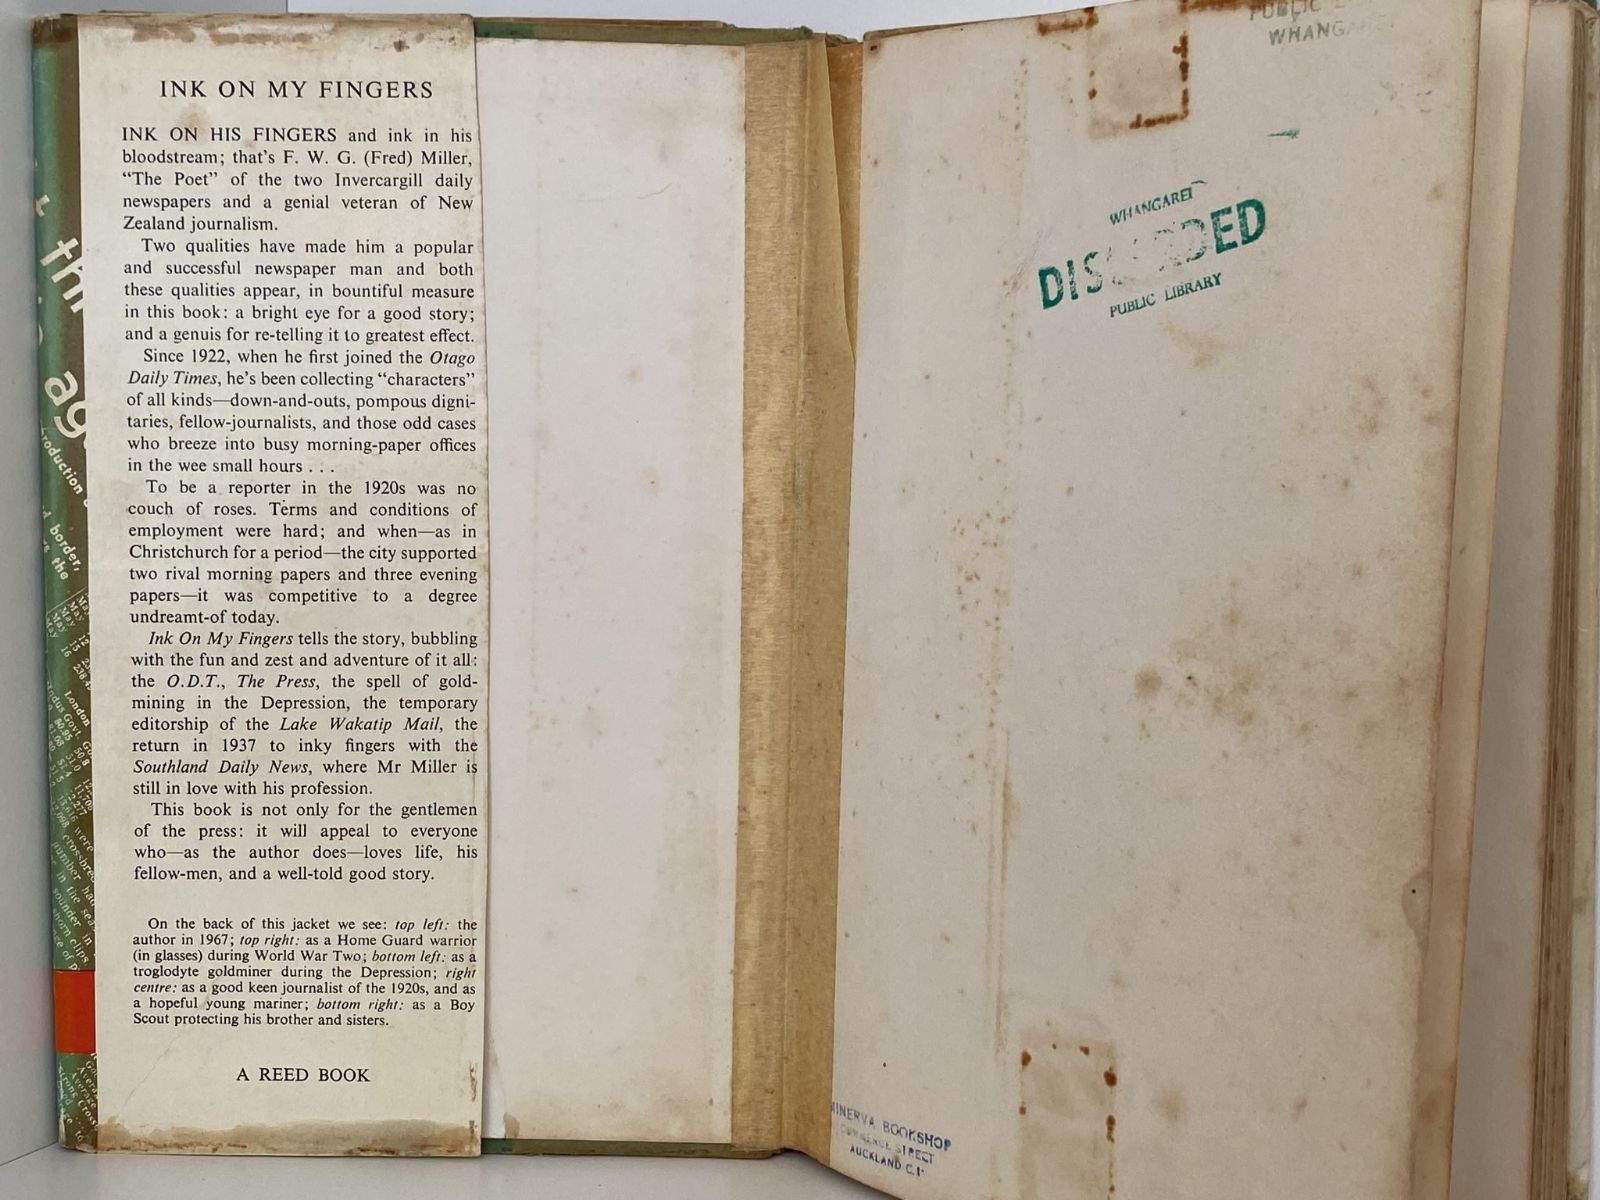 INK ON MY FINGERS
INK ON HIS FINGERS and ink in his
bloodstream; that's F. W. G. (Fred) Miller,
“The Poet” of the two Invercargill daily
newspapers and a genial veteran of New
Zealand journalism.
Two qualities have made him a popular
and successful newspaper man and both
these qualities appear, in bountiful measure
in this book: a bright eye for a good story;
and a genuis for re-telling it to greatest effect.
Since 1922, when he first joined the Otago
Daily Times, he's been collecting “characters”
of all kinds—down-and-outs, pompous digni-
taries, fellow-journalists, and those odd cases
who breeze into busy morning-paper offices
in the wee small hours . . .
To be a reporter in the 1920s was no
couch of roses. Terms and conditions of
employment were hard; and when—as in
Christchurch for a period—the city supported
two rival morning papers and three evening
papers—it was competitive to a degree
undreamt-of today.
Ink On My Fingers tells the story, bubbling
with the fun and zest and adventure of it all:
the O.D.T., The Press, the spell of gold-
mining in the Depression, the temporary
editorship of the Lake Wakatip Mail, the
return in 1937 to inky fingers with the
Southland Daily News, where Mr Miller is
still in love with his profession.
This book is not only for the gentlemen
of the press: it will appeal to everyone
who—as the author does—loves life, his
fellow-men, and a well-told good story.
On the back of this jacket we see: top left: the
author in 1967; top right: as a Home Guard warrior
(in glasses) during World War Two; bottom left: as a
troglodyte goldminer during the Depression; right
centre: as a good keen journalist of the 1920s, and as
a hopeful young mariner; bottom right: as a Boy
Scout protecting his brother and sisters.
A REED BOOK
PUBLIC
WHANGAREI
DISCARDED
PUBLIC LIBRARY
MINERVA BOOKSHOP
COMMERCE STREET
AUCKLAND C.1